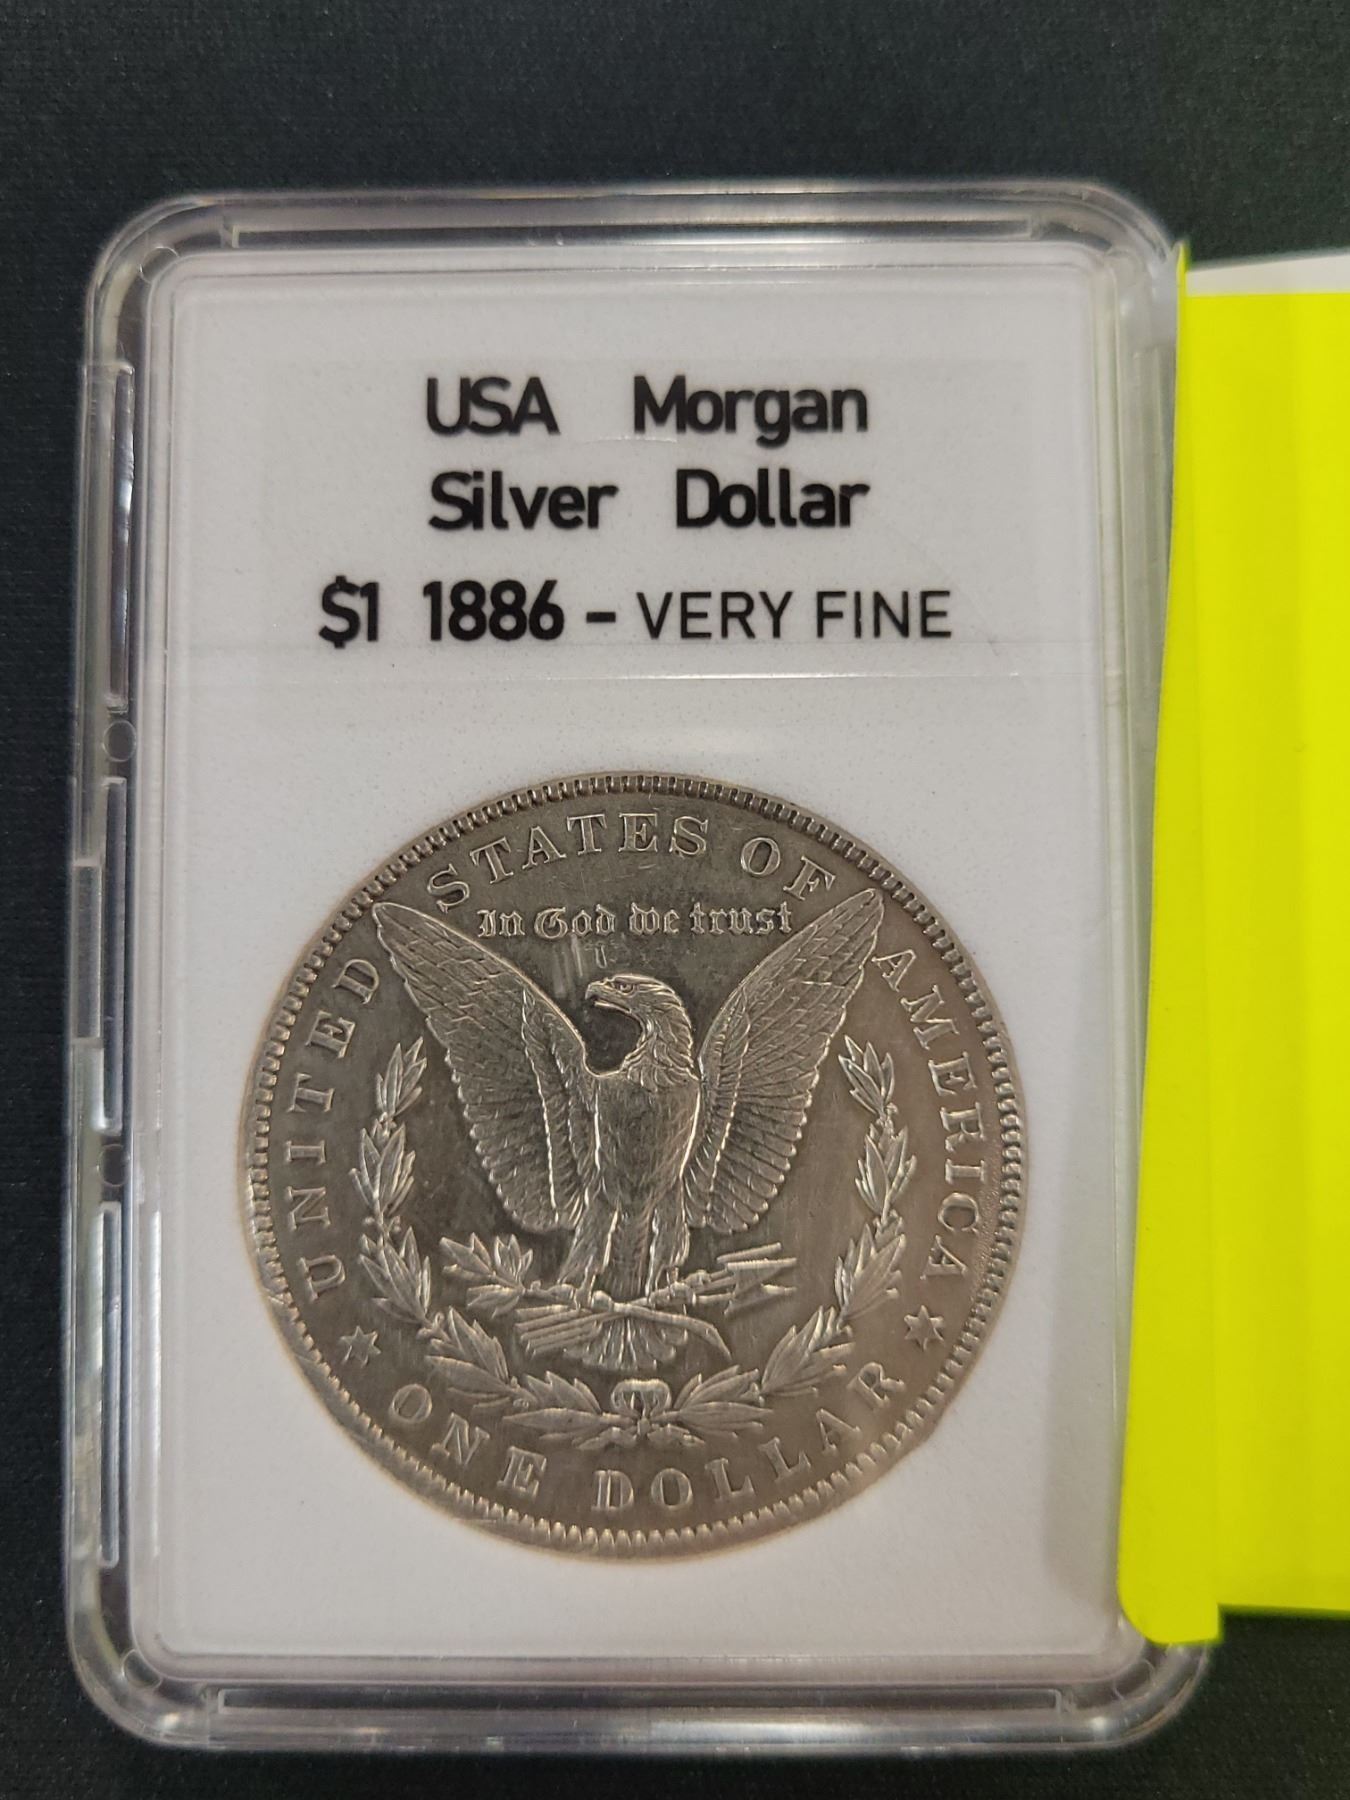 USA Morgan
Silver Dollar
$1 1886 - VERY FINE
UNITED STATES OF AMERICA
In God we trust
ONE DOLLAR